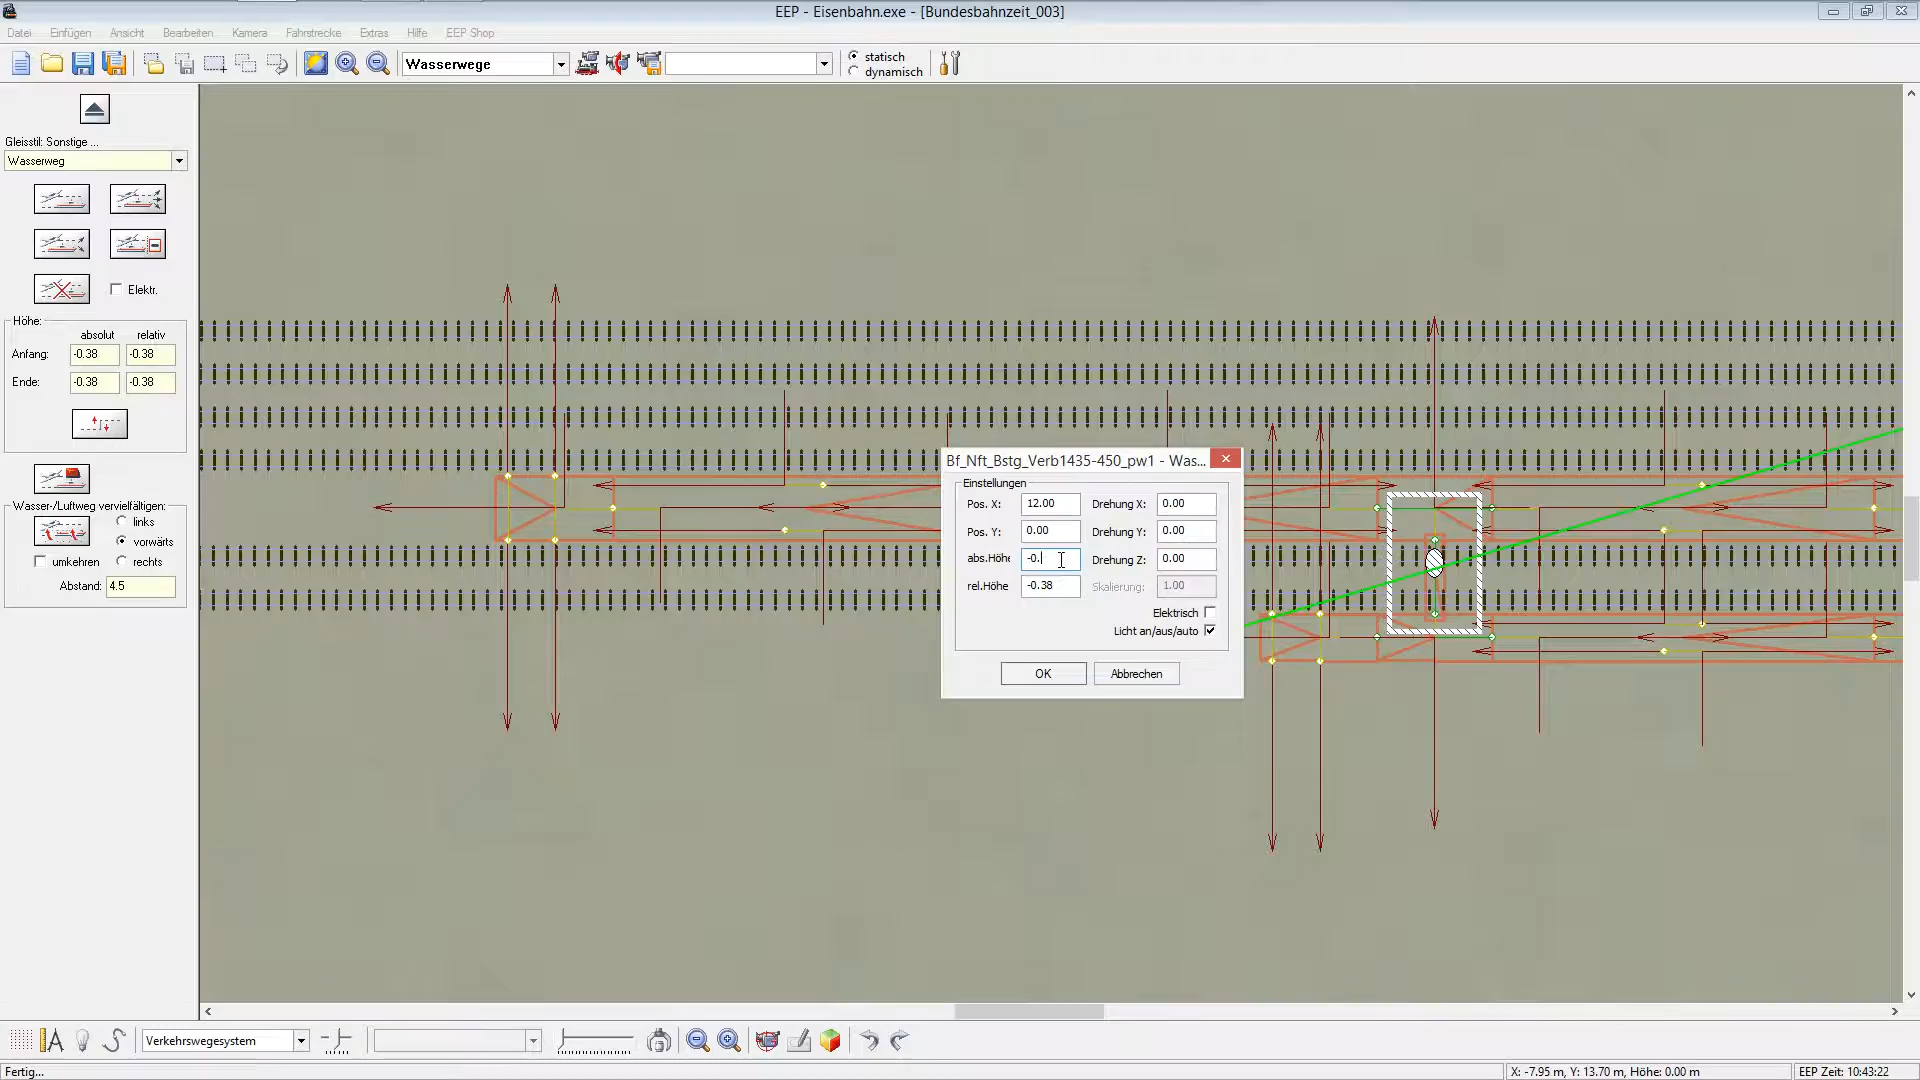 EEP - Eisenbahn.exe - [Bundesbahnzeit_003]
Datei Einfügen Ansicht Bearbeiten Kamera Fahrstrecke Extras Hilfe EEP Shop
Wasserwege
statisch
dynamisch
Gleisstil: Sonstige ...
Wasserweg
Elektr.
Höhe:
absolut relativ
Anfang: -0.38 -0.38
Ende: -0.38 -0.38
Wasser-/Luftweg vervielfältigen:
links
vorwärts
umkehren rechts
Abstand: 4.5
Bf_Nft_Bstg_Verb1435-450_pw1 - Was...
Einstellungen
Pos. X: 12.00 Drehung X: 0.00
Pos. Y: 0.00 Drehung Y: 0.00
abs.Höhe -0. Drehung Z: 0.00
rel.Höhe -0.38 Skalierung: 1.00
Elektrisch
Licht an/aus/auto
OK Abbrechen
Verkehrswegesystem
Fertig... X: -7.95 m, Y: 13.70 m, Höhe: 0.00 m EEP Zeit: 10:43:22